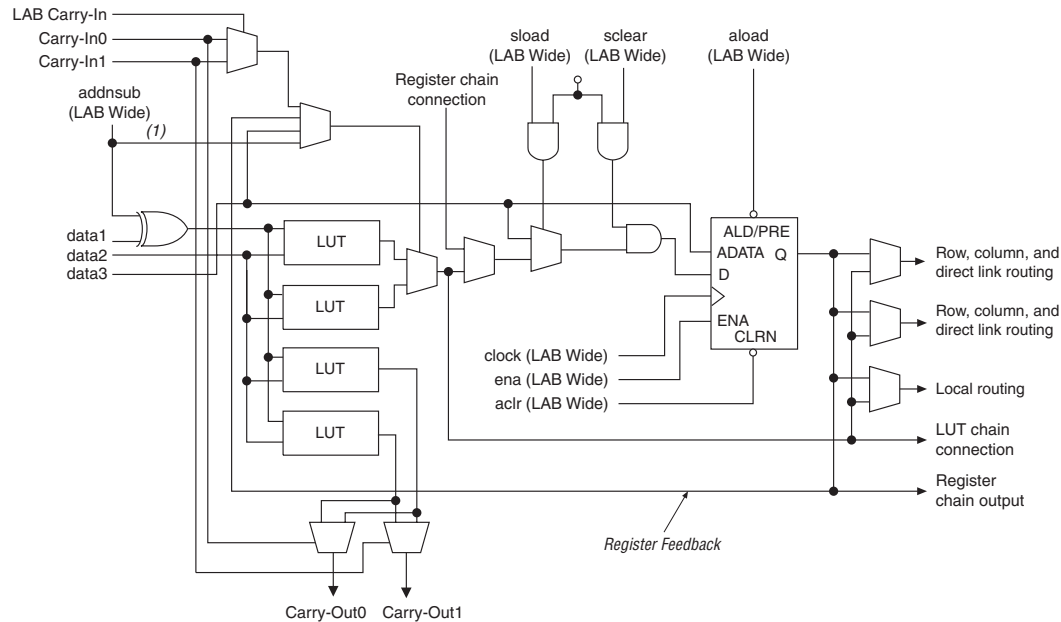 LAB Carry-In
Carry-In0
Carry-In1
addnsub
(LAB Wide)
(1)
data1
data2
data3
Register chain
connection
sload
(LAB Wide)
sclear
(LAB Wide)
aload
(LAB Wide)
LUT
LUT
LUT
LUT
ALD/PRE
ADATA
Q
D
ENA
CLRN
clock (LAB Wide)
ena (LAB Wide)
aclr (LAB Wide)
Row, column, and
direct link routing
Row, column, and
direct link routing
Local routing
LUT chain
connection
Register
chain output
Register Feedback
Carry-Out0
Carry-Out1